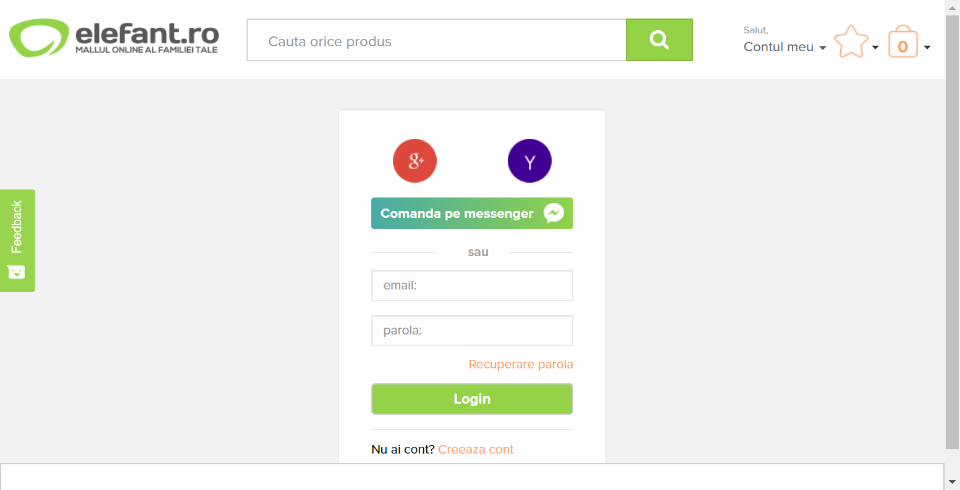 elefant.ro
MALLUL ONLINE AL FAMILIEI TALE
Cauta orice produs
Salut,
Contul meu
0
Feedback
g+
Y
Comanda pe messenger
sau
email:
parola:
Recuperare parola
Login
Nu ai cont? Creeaza cont